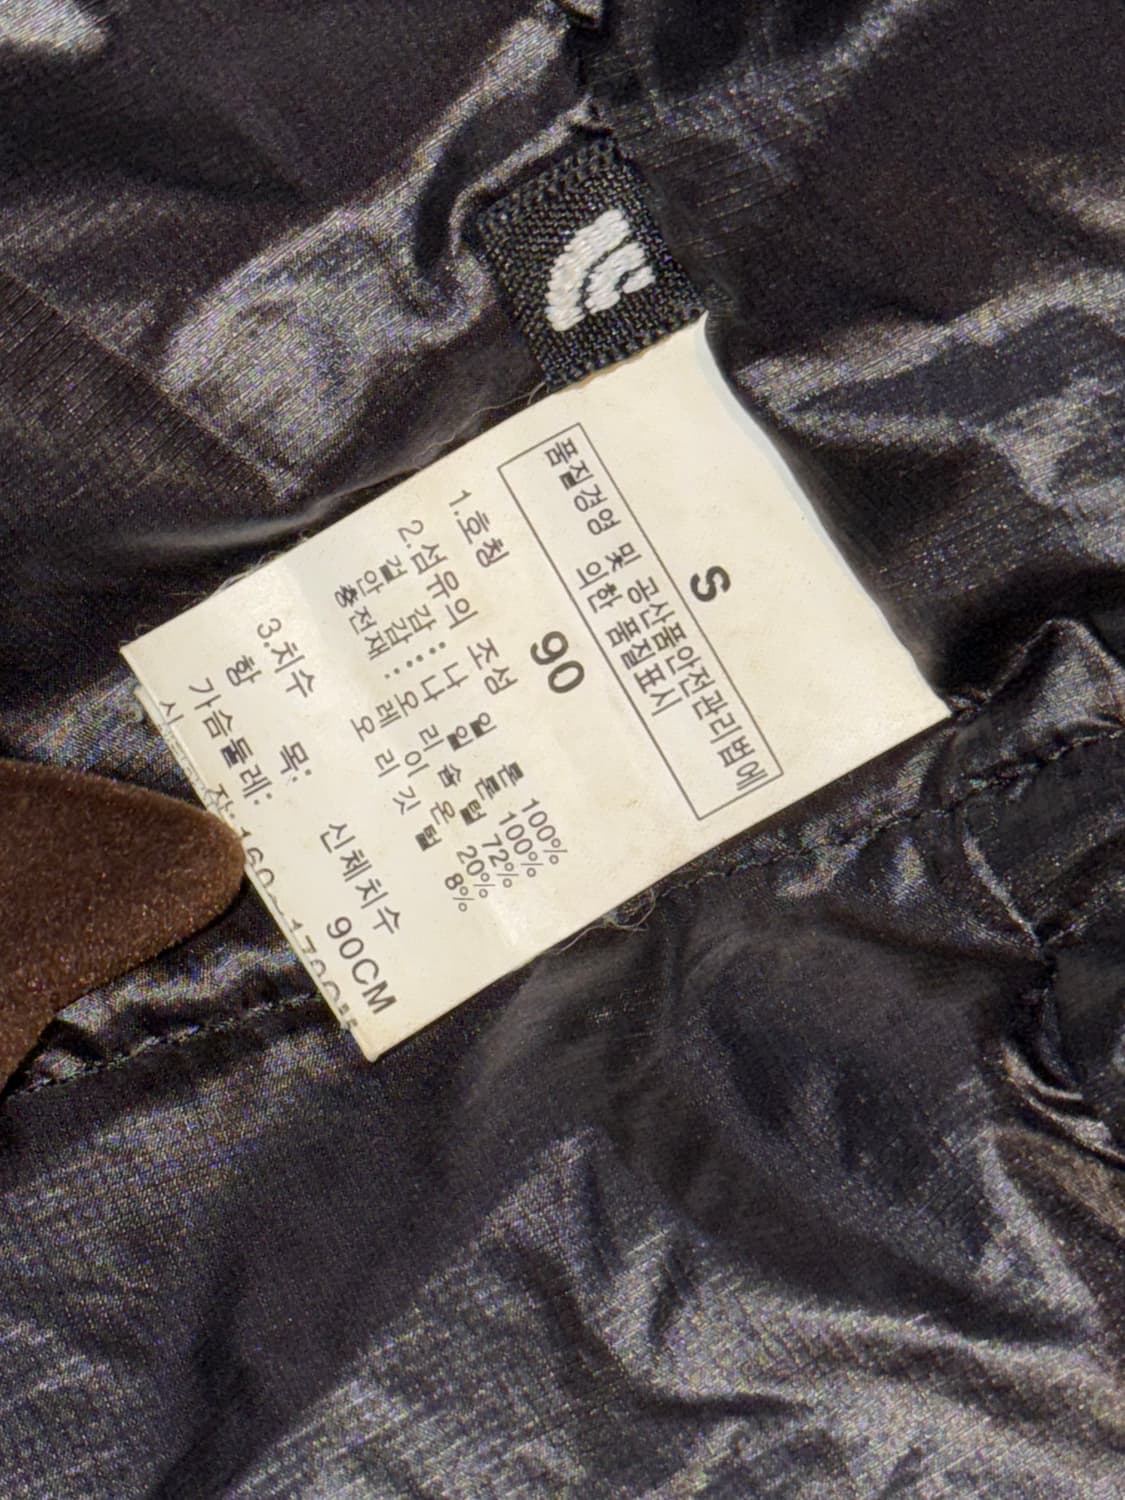 S
품질경영 및 공산품안전관리법에
의한 품질표시
90
1.호칭
2.섬유의 조성
겉 감 : 나 일 론 100%
안 감 : 나 일 론 100%
충전재 : 오 리 솜 털 72%
레이온 20%
오 리 깃 털 8%
3.치수
항 목: 신체치수
가슴둘레: 90CM